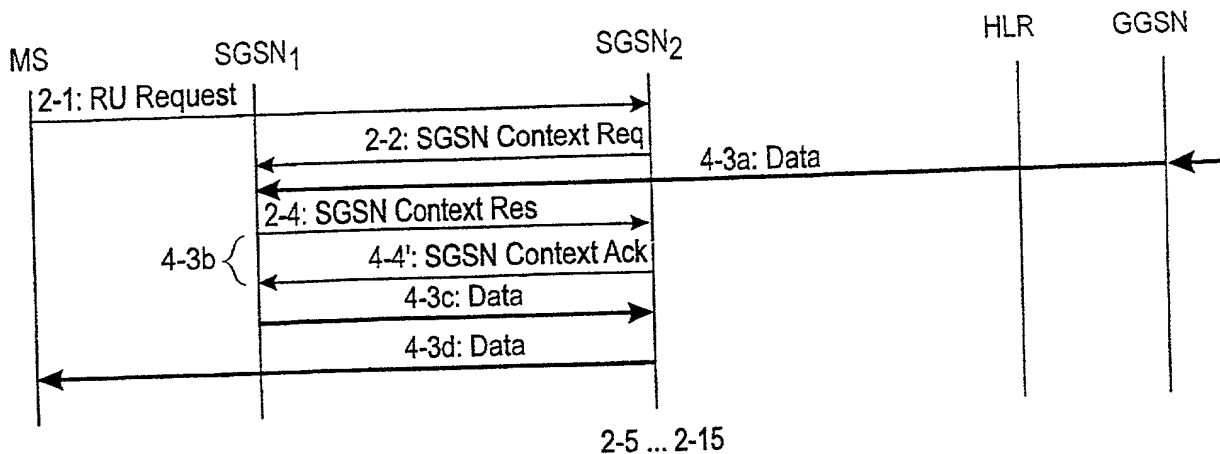 MS
SGSN1
SGSN2
HLR
GGSN
2-1: RU Request
2-2: SGSN Context Req
4-3a: Data
2-4: SGSN Context Res
4-3b
4-4': SGSN Context Ack
4-3c: Data
4-3d: Data
2-5 ... 2-15